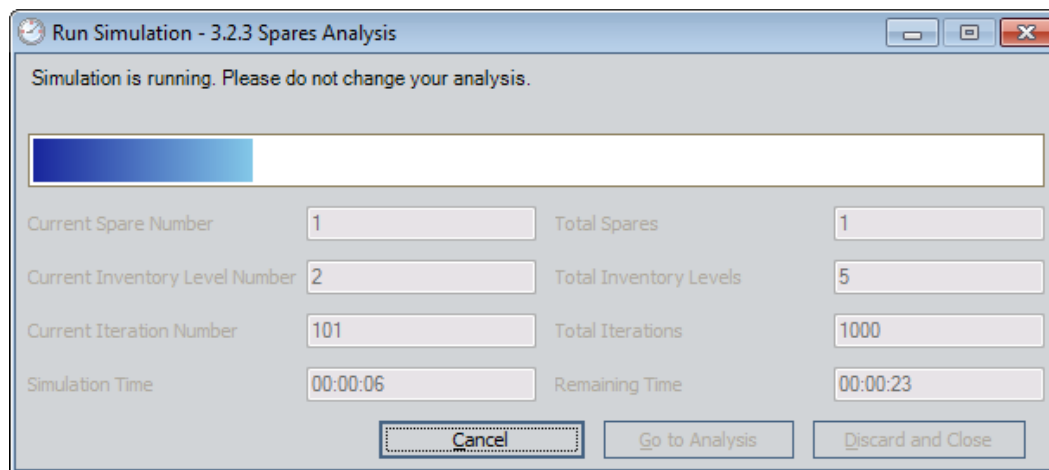 Run Simulation - 3.2.3 Spares Analysis
Simulation is running. Please do not change your analysis.
Current Spare Number 1 Total Spares 1
Current Inventory Level Number 2 Total Inventory Levels 5
Current Iteration Number 101 Total Iterations 1000
Simulation Time 00:00:06 Remaining Time 00:00:23
Cancel Go to Analysis Discard and Close